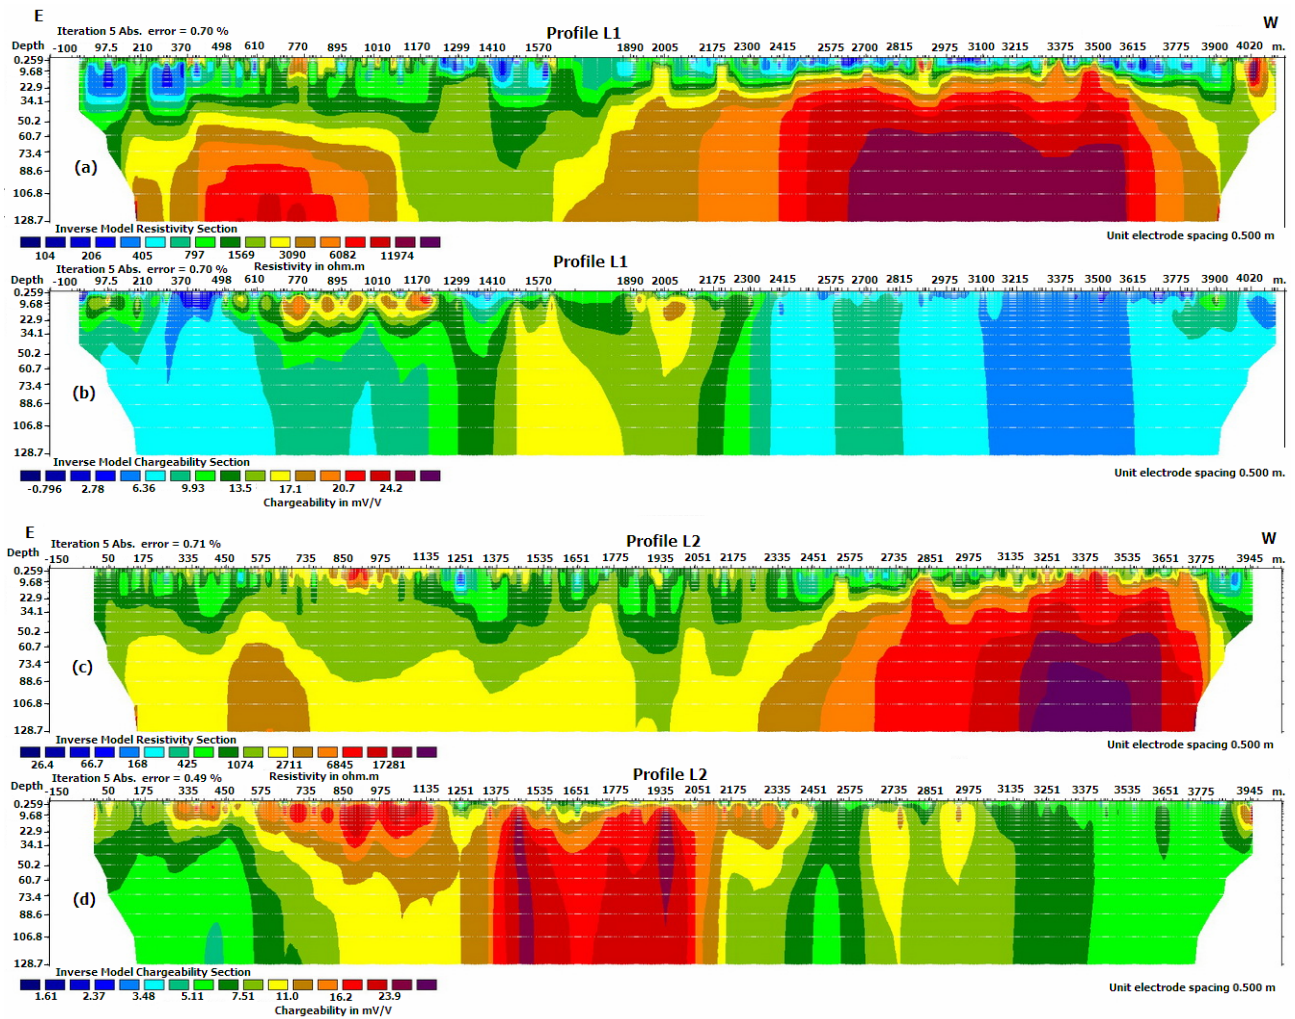 E
Iteration 5 Abs. error = 0.70 %
Profile L1
W
Depth -100 97.5 210 370 498 610 770 895 1010 1299 1410 1570 1890 2005 2175 2300 2415 2575 2700 2815 2975 3100 3215 3375 3500 3615 3785 3900 4020 m.
0.259
9.68
22.9
34.1
50.2
60.7
73.4
88.6
106.8
128.7
(a)
Inverse Model Resistivity Section
104 206 405 797 1569 3090 6082 11974
Resistivity in ohm.m
Unit electrode spacing 0.500 m
Iteration 5 Abs. error = 0.70 %
Profile L1
Depth -100 97.5 210 370 498 610 770 895 1010 1170 1299 1410 1570 1890 2005 2175 2300 2415 2575 2700 2815 2975 3100 3215 3375 3500 3615 3785 3900 4020 m.
0.259
9.68
22.9
34.1
50.2
60.7
73.4
88.6
106.8
128.7
(b)
Inverse Model Chargeability Section
-0.796 2.78 6.36 9.93 13.5 17.1 20.7 24.2
Chargeability in mV/V
Unit electrode spacing 0.500 m
E
Iteration 5 Abs. error = 0.71 %
Profile L2
W
Depth -150 50 175 335 450 575 735 850 975 1135 1251 1375 1535 1651 1775 1935 2051 2175 2335 2451 2575 2735 2851 2975 3135 3251 3375 3535 3651 3775 3945 m.
0.259
9.68
22.9
34.1
50.2
60.7
73.4
88.6
106.8
128.7
(c)
Inverse Model Resistivity Section
26.4 66.7 168 425 1074 2711 6845 17281
Resistivity in ohm.m
Unit electrode spacing 0.500 m
Iteration 5 Abs. error = 0.49 %
Profile L2
Depth -150 50 175 335 450 575 735 850 975 1135 1251 1375 1535 1651 1775 1935 2051 2175 2335 2451 2575 2735 2851 2975 3135 3251 3375 3535 3651 3775 3945 m.
0.259
9.68
22.9
34.1
50.2
60.7
73.4
88.6
106.8
128.7
(d)
Inverse Model Chargeability Section
1.61 2.37 3.48 5.11 7.51 11.0 16.2 23.9
Chargeability in mV/V
Unit electrode spacing 0.500 m